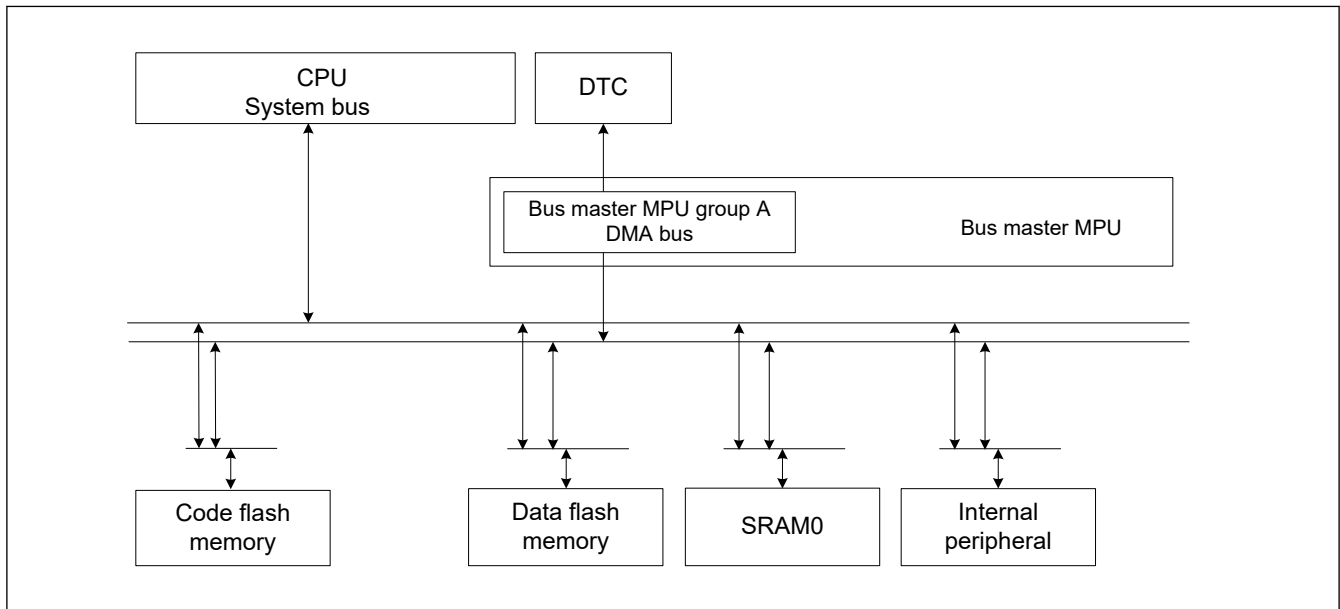 CPU
System bus
DTC
Bus master MPU group A
DMA bus
Bus master MPU
Code flash
memory
Data flash
memory
SRAM0
Internal
peripheral